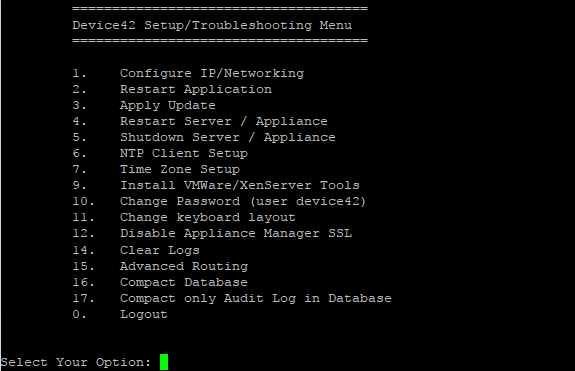 =====================================
Device42 Setup/Troubleshooting Menu
=====================================
1. Configure IP/Networking
2. Restart Application
3. Apply Update
4. Restart Server / Appliance
5. Shutdown Server / Appliance
6. NTP Client Setup
7. Time Zone Setup
9. Install VMWare/XenServer Tools
10. Change Password (user device42)
11. Change keyboard layout
12. Disable Appliance Manager SSL
14. Clear Logs
15. Advanced Routing
16. Compact Database
17. Compact only Audit Log in Database
0. Logout
Select Your Option: